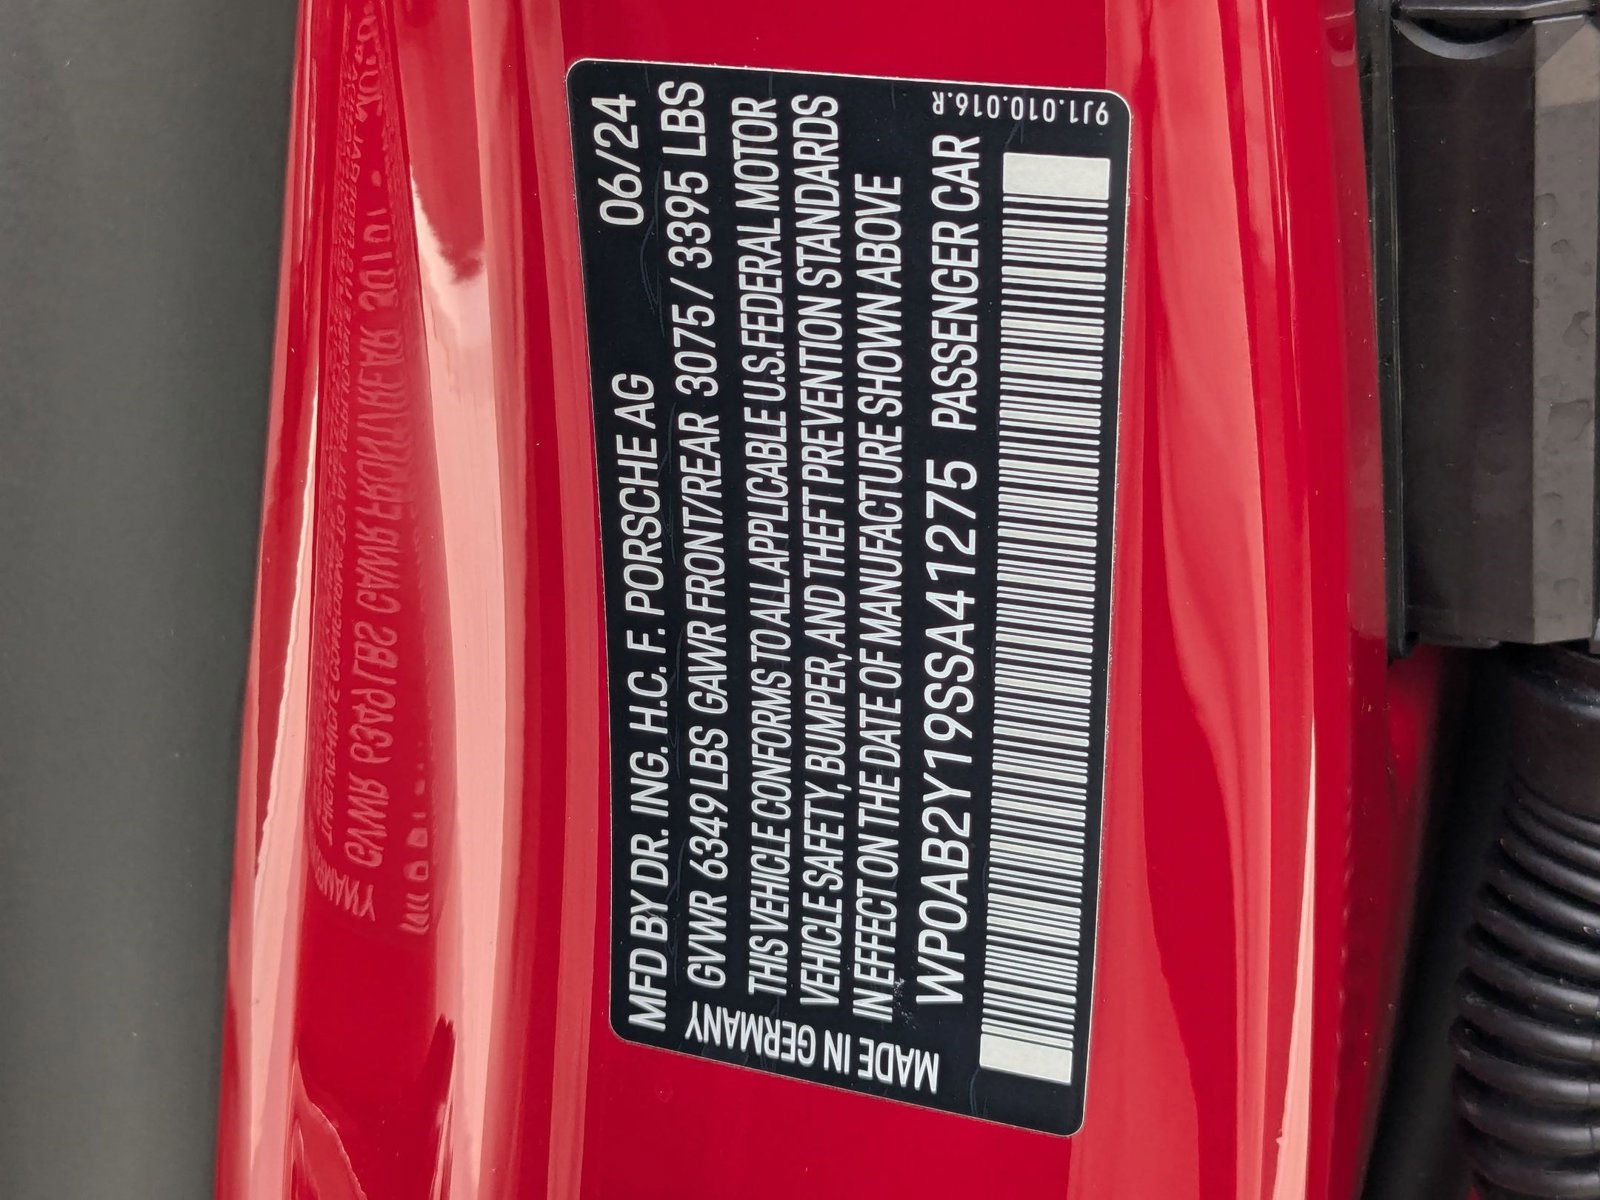 MFD BY DR. ING. H.C. F. PORSCHE AG 06/24
GVWR 6349 LBS GAWR FRONT/REAR 3075 / 3395 LBS
THIS VEHICLE CONFORMS TO ALL APPLICABLE U.S. FEDERAL MOTOR
VEHICLE SAFETY, BUMPER, AND THEFT PREVENTION STANDARDS
IN EFFECT ON THE DATE OF MANUFACTURE SHOWN ABOVE
WP0AB2Y19SSA41275 PASSENGER CAR
MADE IN GERMANY
9J1.010.016.R